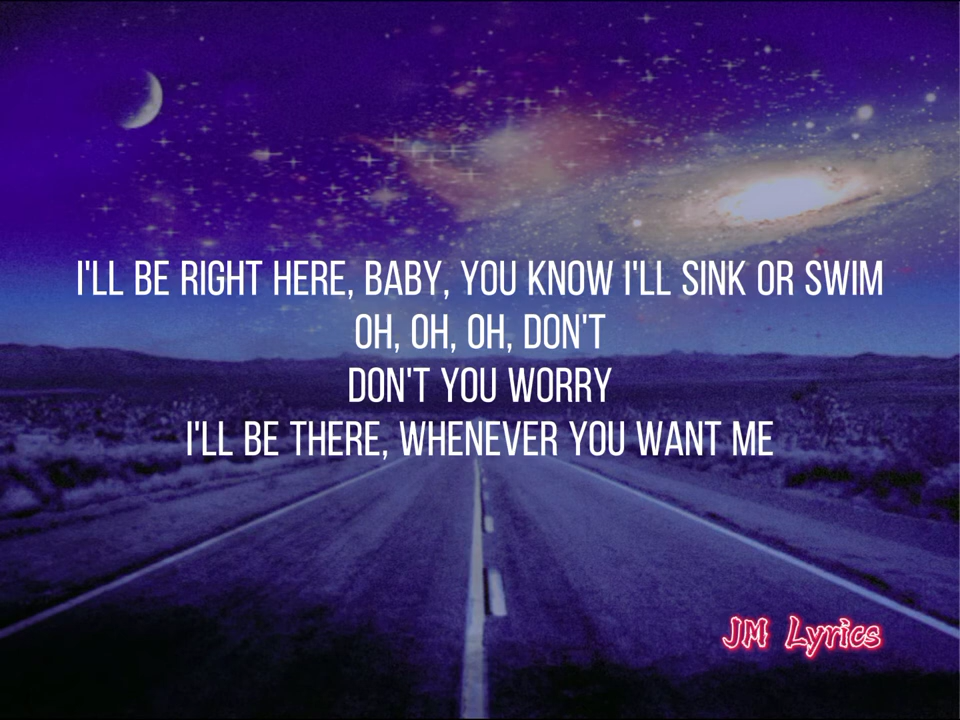 I'LL BE RIGHT HERE, BABY, YOU KNOW I'LL SINK OR SWIM
OH, OH, OH, DON'T
DON'T YOU WORRY
I'LL BE THERE, WHENEVER YOU WANT ME
JM Lyrics